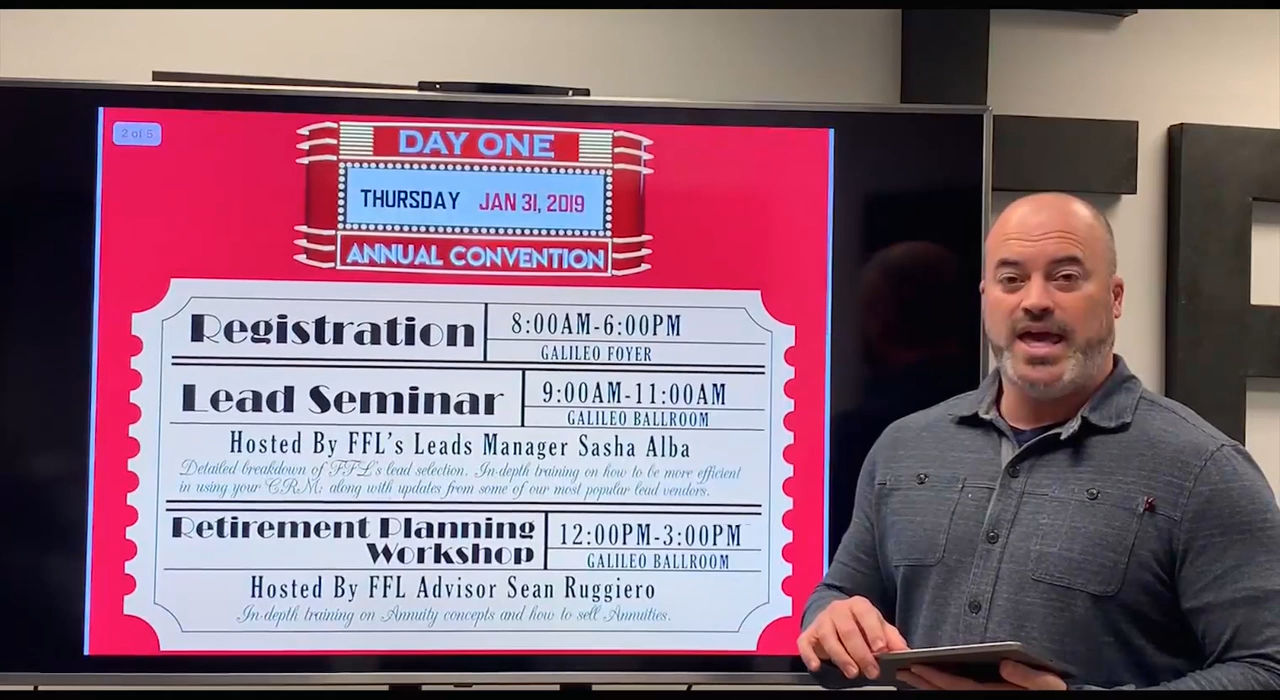 2 of 5
DAY ONE
THURSDAY JAN 31, 2019
ANNUAL CONVENTION
Registration
8:00AM-6:00PM
GALILEO FOYER
Lead Seminar
9:00AM-11:00AM
GALILEO BALLROOM
Hosted By FFL's Leads Manager Sasha Alba
Detailed breakdown of FFL's lead selection. In-depth training on how to be more efficient
in using your C.R.M; along with updates from some of our most popular lead vendors.
Retirement Planning
Workshop
12:00PM-3:00PM
GALILEO BALLROOM
Hosted By FFL Advisor Sean Ruggiero
In-depth training on Annuity concepts and how to sell Annuities.